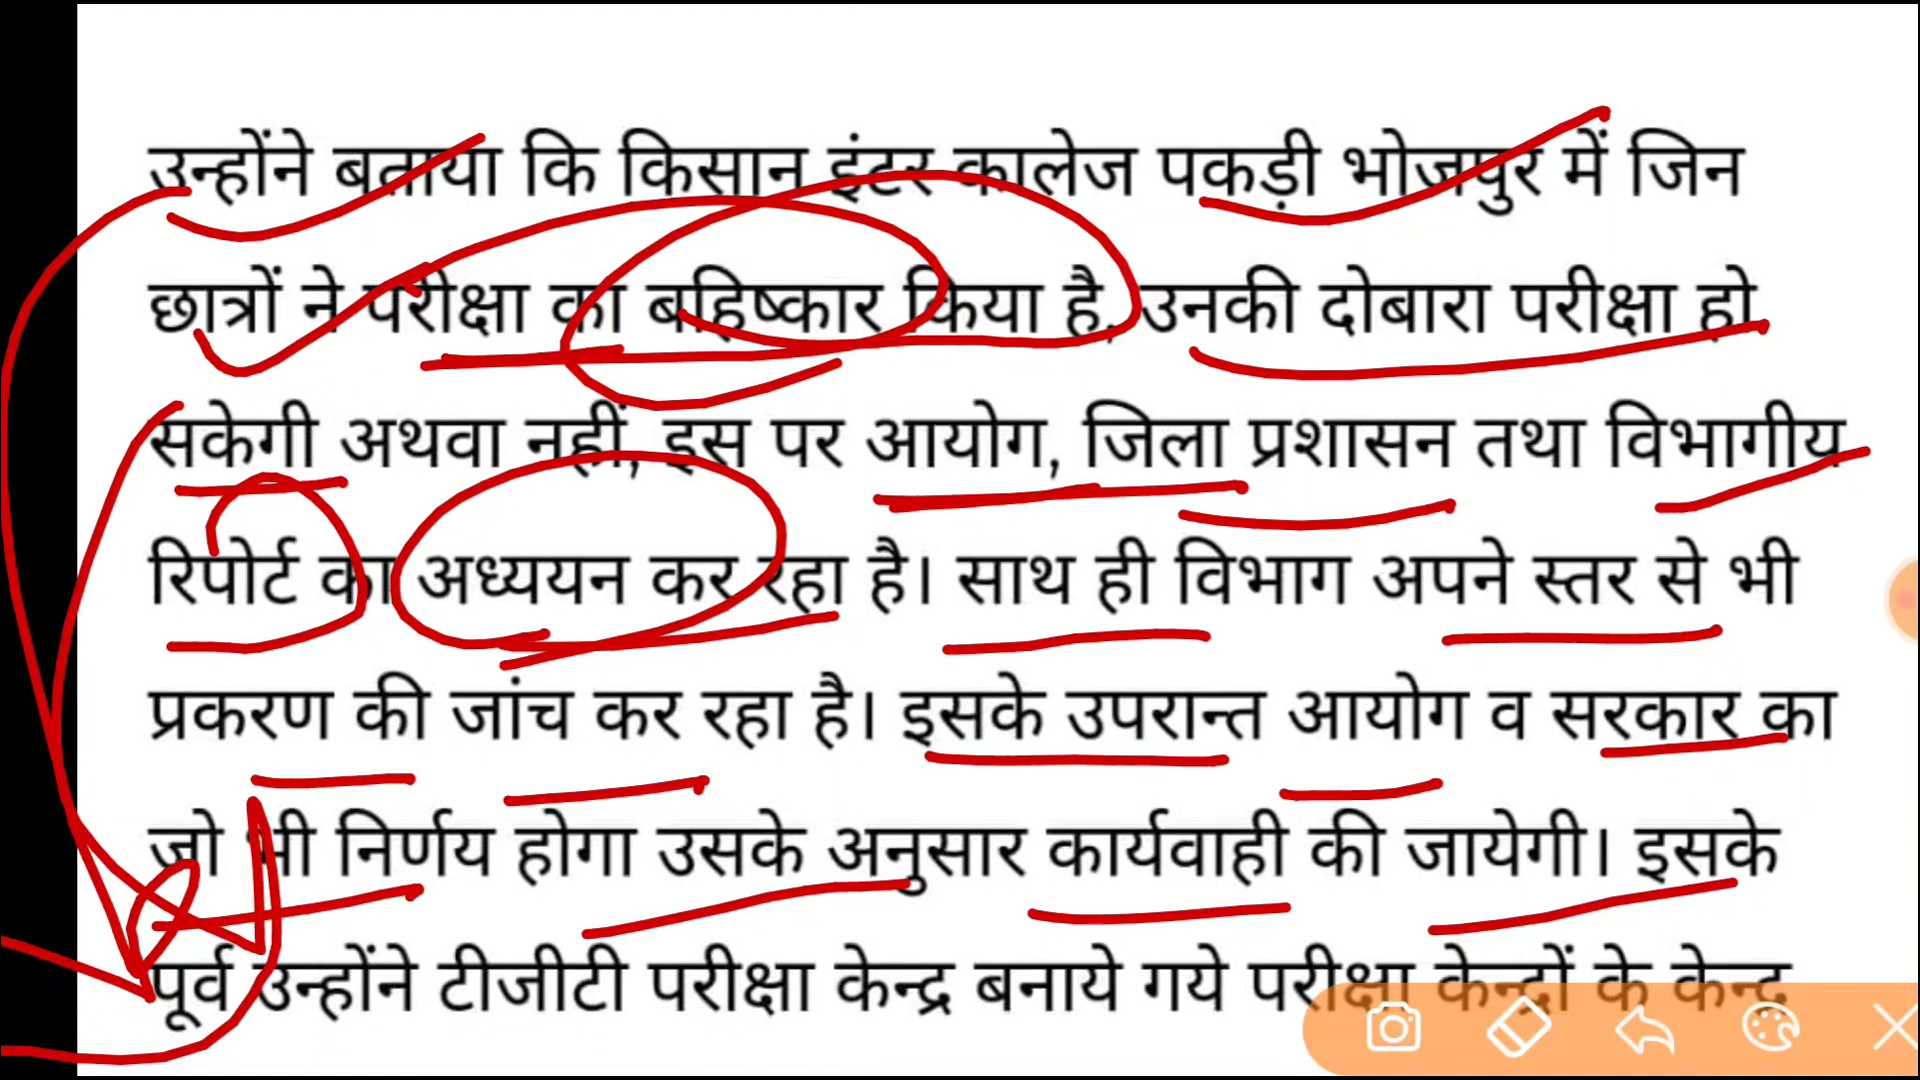 उन्होंने बताया कि किसान इंटर कालेज पकड़ी भोजपुर में जिन
छात्रों ने परीक्षा का बहिष्कार किया है, उनकी दोबारा परीक्षा हो
सकेगी अथवा नहीं, इस पर आयोग, जिला प्रशासन तथा विभागीय
रिपोर्ट का अध्ययन कर रहा है। साथ ही विभाग अपने स्तर से भी
प्रकरण की जांच कर रहा है। इसके उपरान्त आयोग व सरकार का
जो भी निर्णय होगा उसके अनुसार कार्यवाही की जायेगी। इसके
पूर्व उन्होंने टीजीटी परीक्षा केन्द्र बनाये गये परीक्षा केन्द्रों के केन्द्र